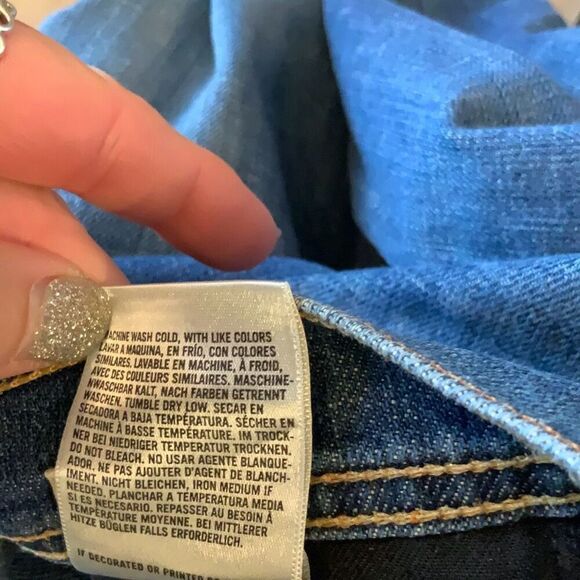 MACHINE WASH COLD, WITH LIKE COLORS
LAVAR A MAQUINA, EN FRÍO, CON COLORES
SIMILARES. LAVABLE EN MACHINE, À FROID,
AVEC DES COULEURS SIMILAIRES. MASCHINE-
NWASCHBAR KALT, NACH FARBEN GETRENNT
WASCHEN. TUMBLE DRY LOW. SECAR EN
SECADORA A BAJA TEMPERATURA. SÉCHER EN
MACHINE À BASSE TEMPÉRATURE. IM TROCK-
NER BEI NIEDRIGER TEMPERATUR TROCKNEN.
DO NOT BLEACH. NO USAR AGENTE BLANQUE-
ADOR. NE PAS AJOUTER D'AGENT DE BLANCH-
IMENT. NICHT BLEICHEN, IRON MEDIUM IF
NEEDED. PLANCHAR A TEMPERATURA MEDIA
SI ES NECESARIO. REPASSER AU BESOIN À
TEMPÉRATURE MOYENNE. BEI MITTLERER
HITZE BÜGLEN FALLS ERFORDERLICH.
IF DECORATED OR PRINTED